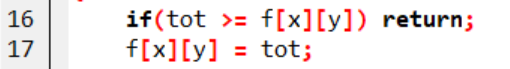 16 if(tot >= f[x][y]) return;
17 f[x][y] = tot;